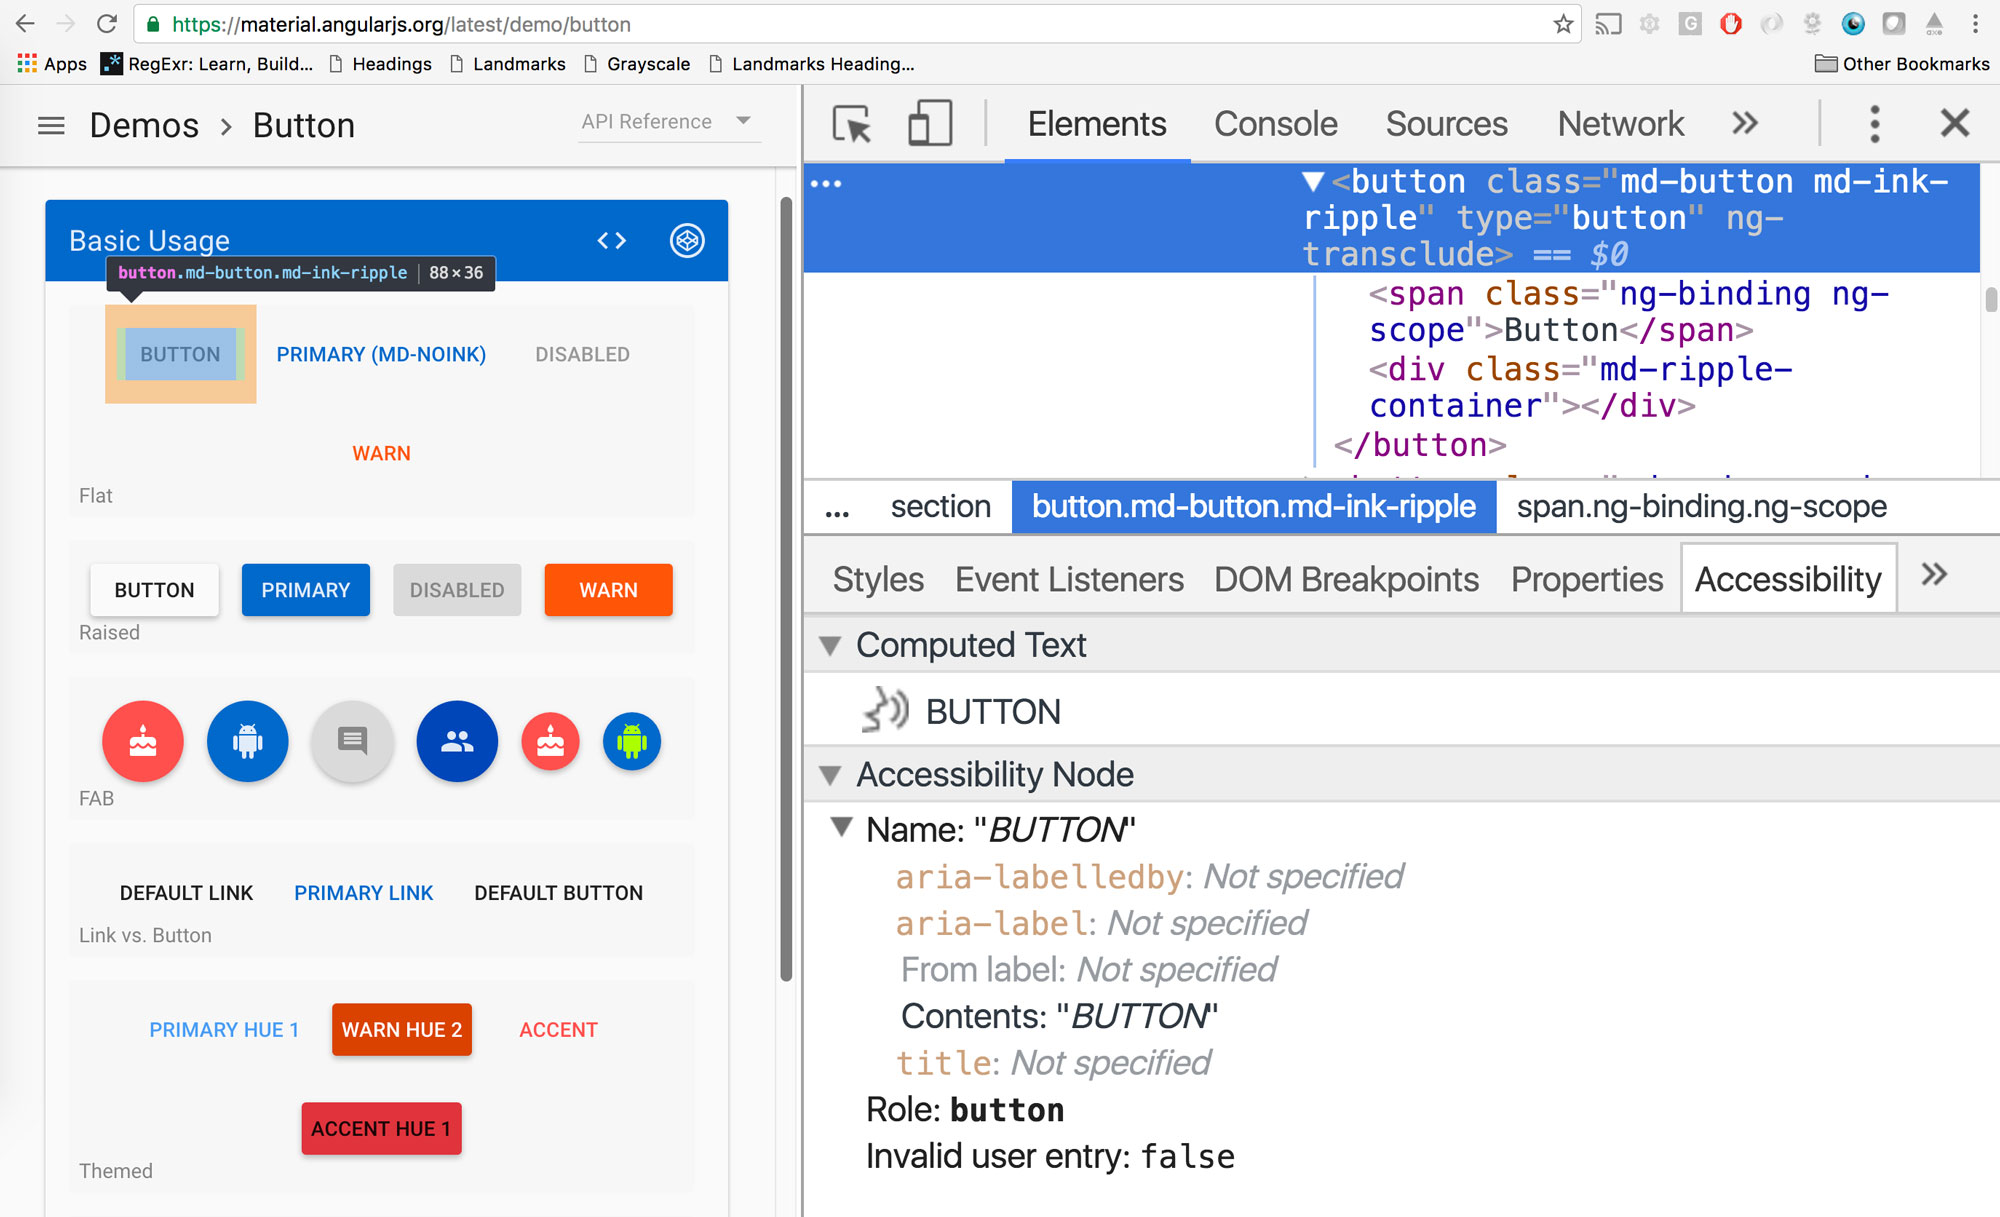 https://material.angularjs.org/latest/demo/button
Apps
RegExr: Learn, Build...
Headings
Landmarks
Grayscale
Landmarks Heading...
Other Bookmarks
Demos > Button
API Reference
Basic Usage
button.md-button.md-ink-ripple | 88×36
BUTTON
PRIMARY (MD-NOINK)
DISABLED
WARN
Flat
BUTTON
PRIMARY
DISABLED
WARN
Raised
FAB
DEFAULT LINK
PRIMARY LINK
DEFAULT BUTTON
Link vs. Button
PRIMARY HUE 1
WARN HUE 2
ACCENT
ACCENT HUE 1
Themed
Elements
Console
Sources
Network
...
<button class="md-button md-ink-
ripple" type="button" ng-
transclude> == $0
<span class="ng-binding ng-
scope">Button</span>
<div class="md-ripple-
container"></div>
</button>
...
section
button.md-button.md-ink-ripple
span.ng-binding.ng-scope
Styles
Event Listeners
DOM Breakpoints
Properties
Accessibility
Computed Text
BUTTON
Accessibility Node
Name: "BUTTON"
aria-labelledby: Not specified
aria-label: Not specified
From label: Not specified
Contents: "BUTTON"
title: Not specified
Role: button
Invalid user entry: false